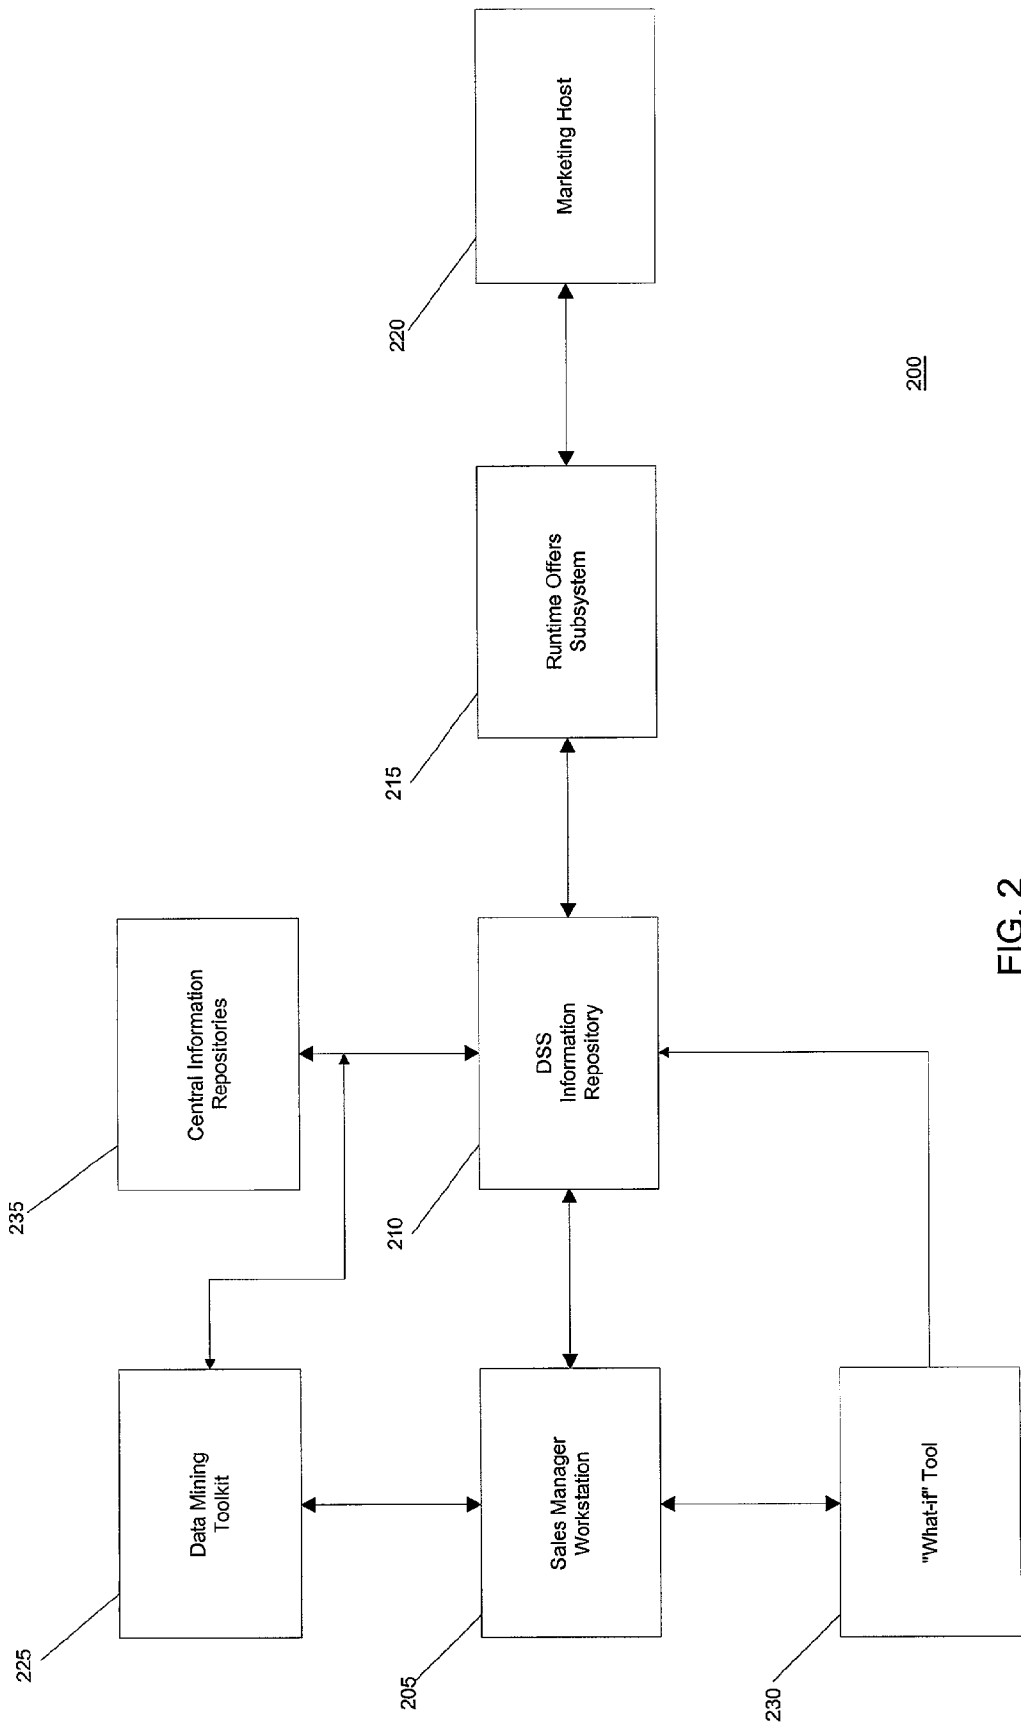 225
Data Mining
Toolkit
235
Central Information
Repositories
205
Sales Manager
Workstation
210
DSS
Information
Repository
215
Runtime Offers
Subsystem
220
Marketing Host
230
"What-if" Tool
200
FIG. 2